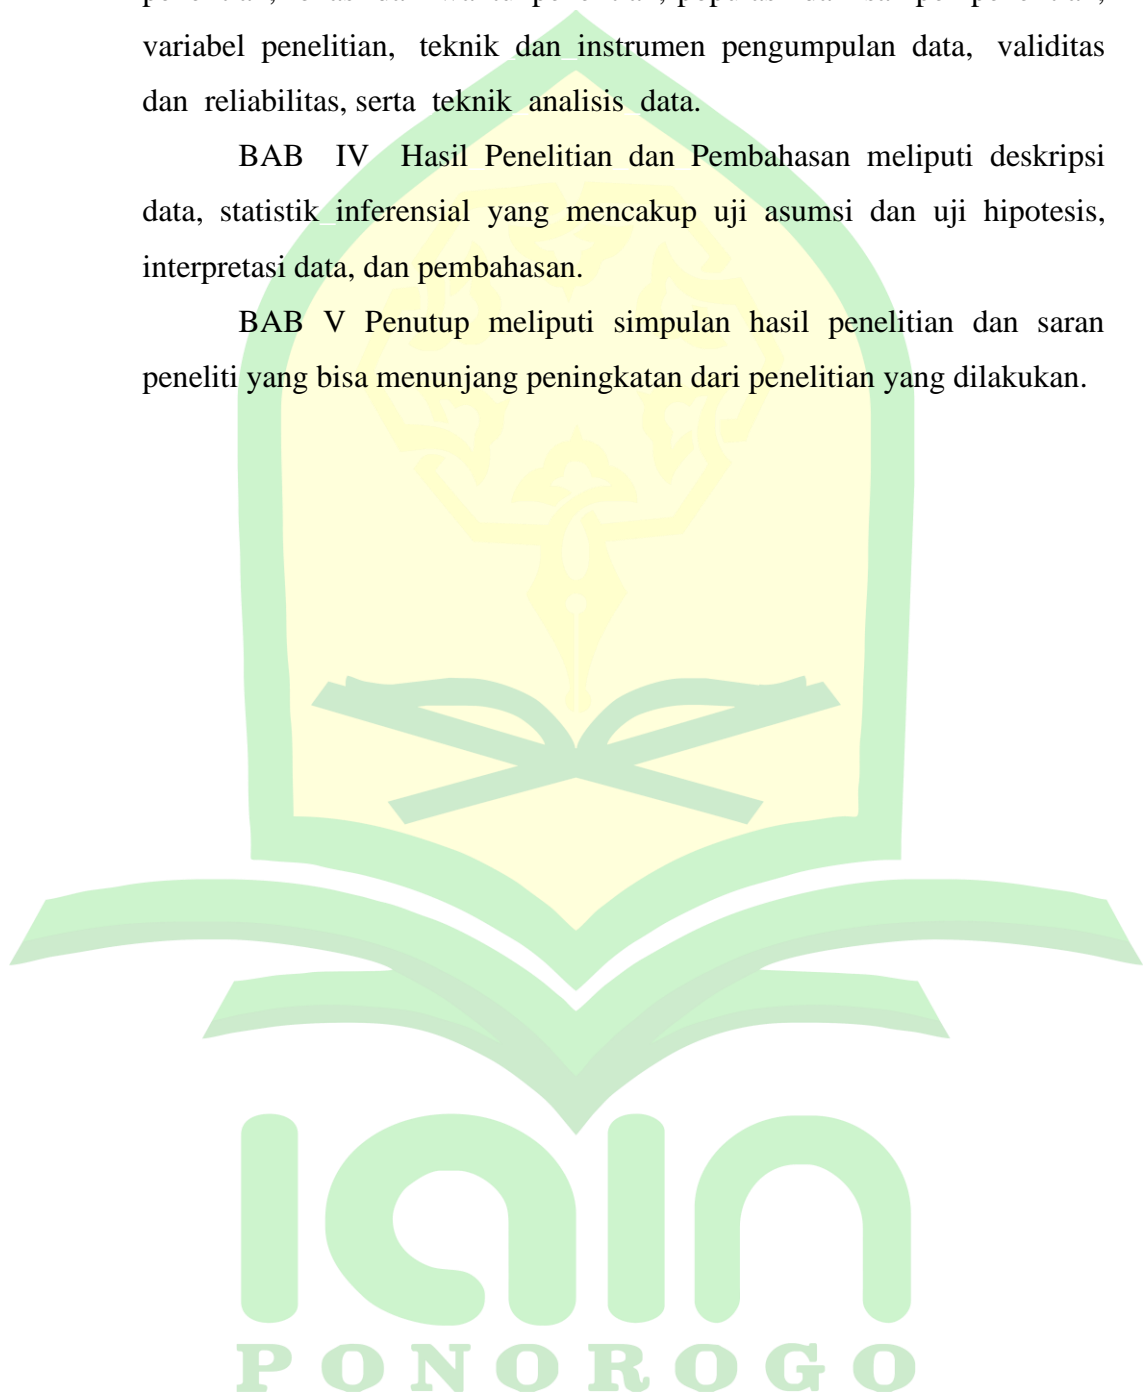 variabel penelitian, teknik dan instrumen pengumpulan data, validitas
dan reliabilitas, serta teknik analisis data.
BAB IV Hasil Penelitian dan Pembahasan meliputi deskripsi
data, statistik inferensial yang mencakup uji asumsi dan uji hipotesis,
interpretasi data, dan pembahasan.
BAB V Penutup meliputi simpulan hasil penelitian dan saran
peneliti yang bisa menunjang peningkatan dari penelitian yang dilakukan.
iain
PONOROGO